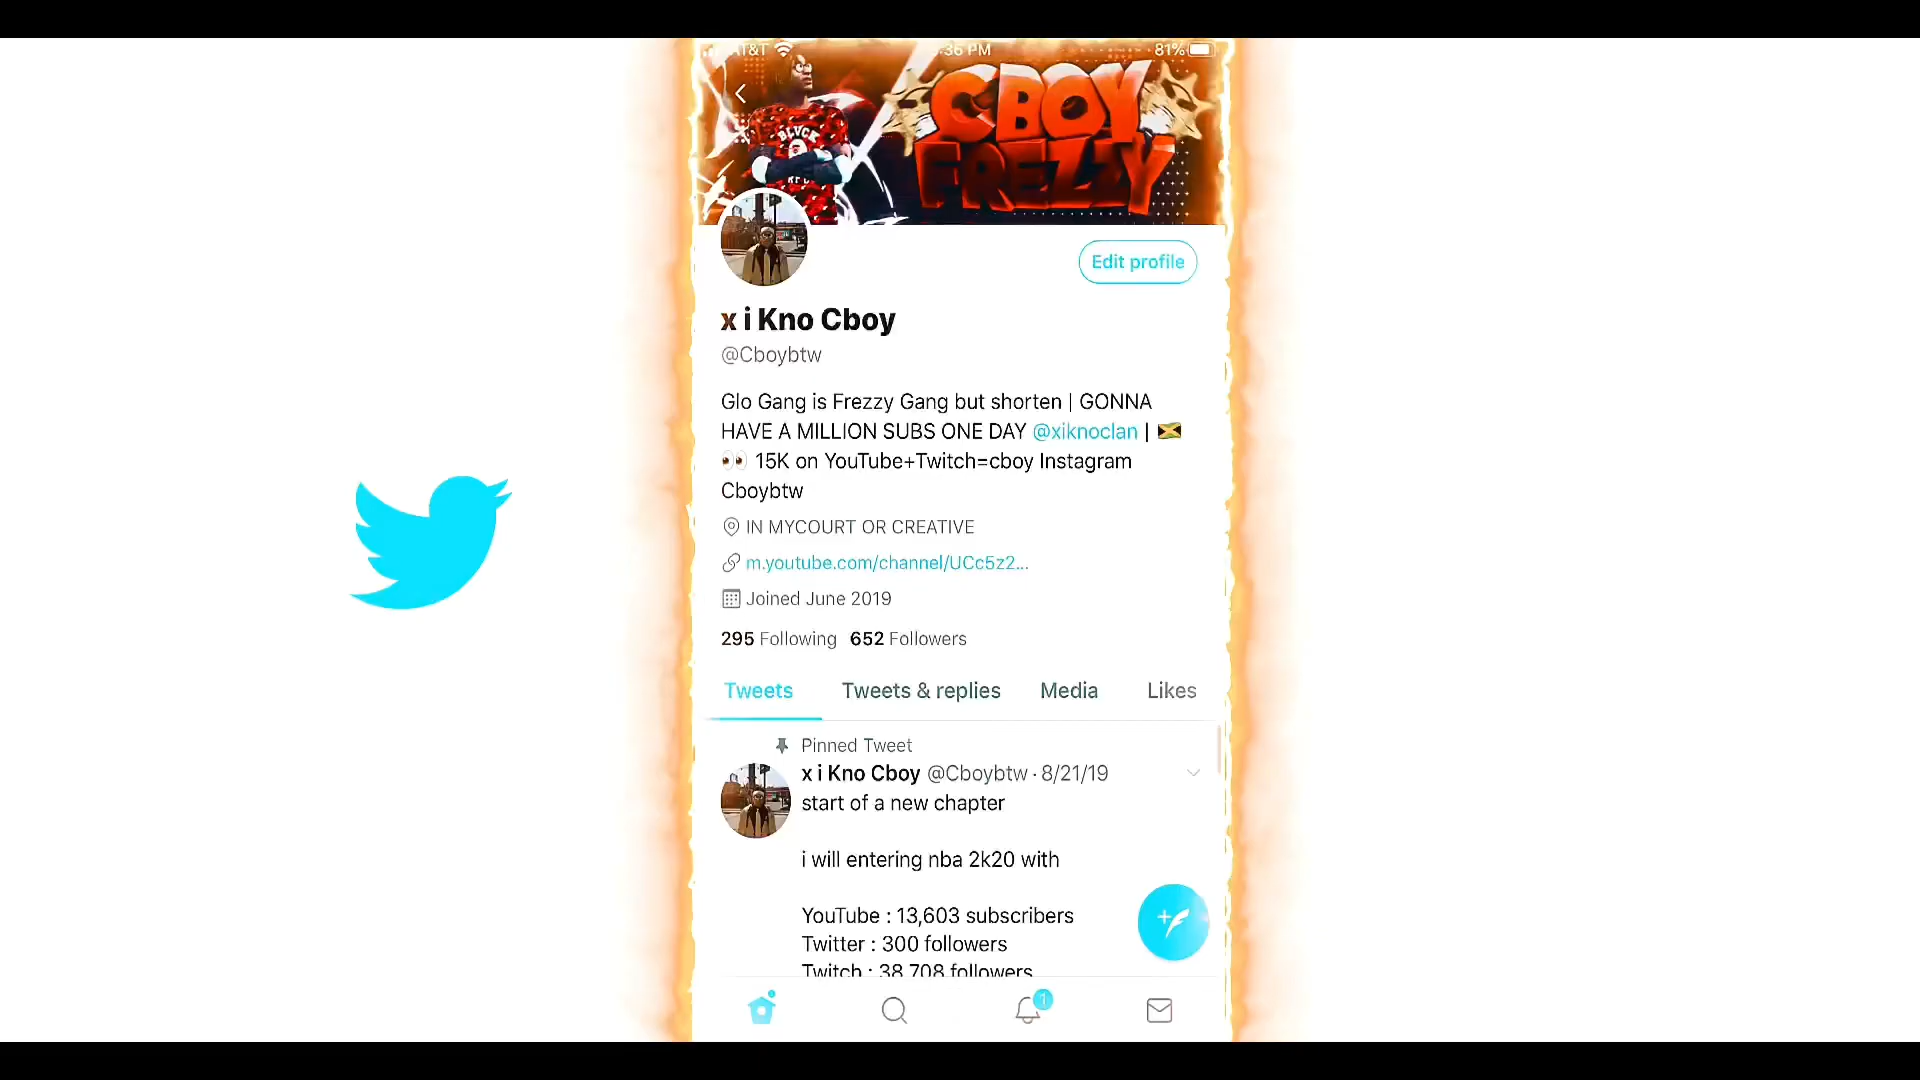 AT&T :36 PM 81%
CBOY
FREZZY
BLVCK
Edit profile
x i Kno Cboy
@Cboybtw
Glo Gang is Frezzy Gang but shorten | GONNA
HAVE A MILLION SUBS ONE DAY @xiknoclan |
15K on YouTube+Twitch=cboy Instagram
Cboybtw
IN MYCOURT OR CREATIVE
m.youtube.com/channel/UCc5z2...
Joined June 2019
295 Following 652 Followers
Tweets Tweets & replies Media Likes
Pinned Tweet
x i Kno Cboy @Cboybtw · 8/21/19
start of a new chapter
i will entering nba 2k20 with
YouTube : 13,603 subscribers
Twitter : 300 followers
Twitch : 38,708 followers
1